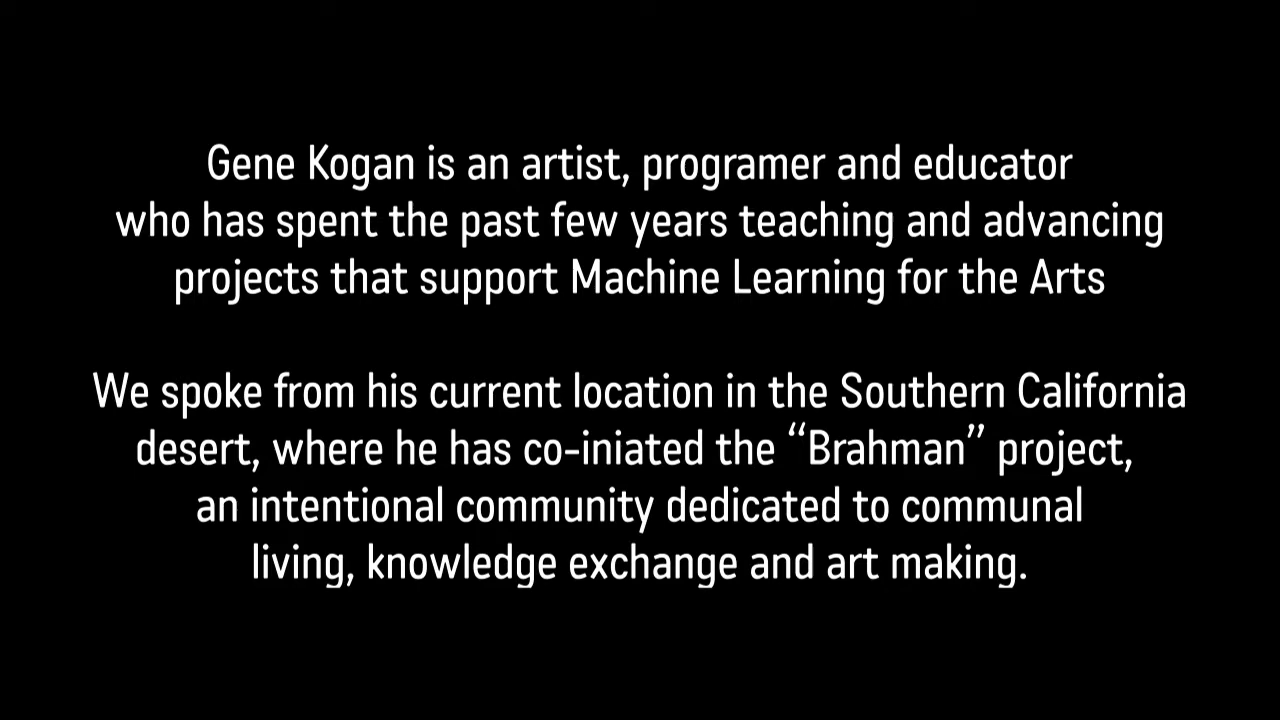 Gene Kogan is an artist, programer and educator
who has spent the past few years teaching and advancing
projects that support Machine Learning for the Arts
We spoke from his current location in the Southern California
desert, where he has co-iniated the “Brahman” project,
an intentional community dedicated to communal
living, knowledge exchange and art making.